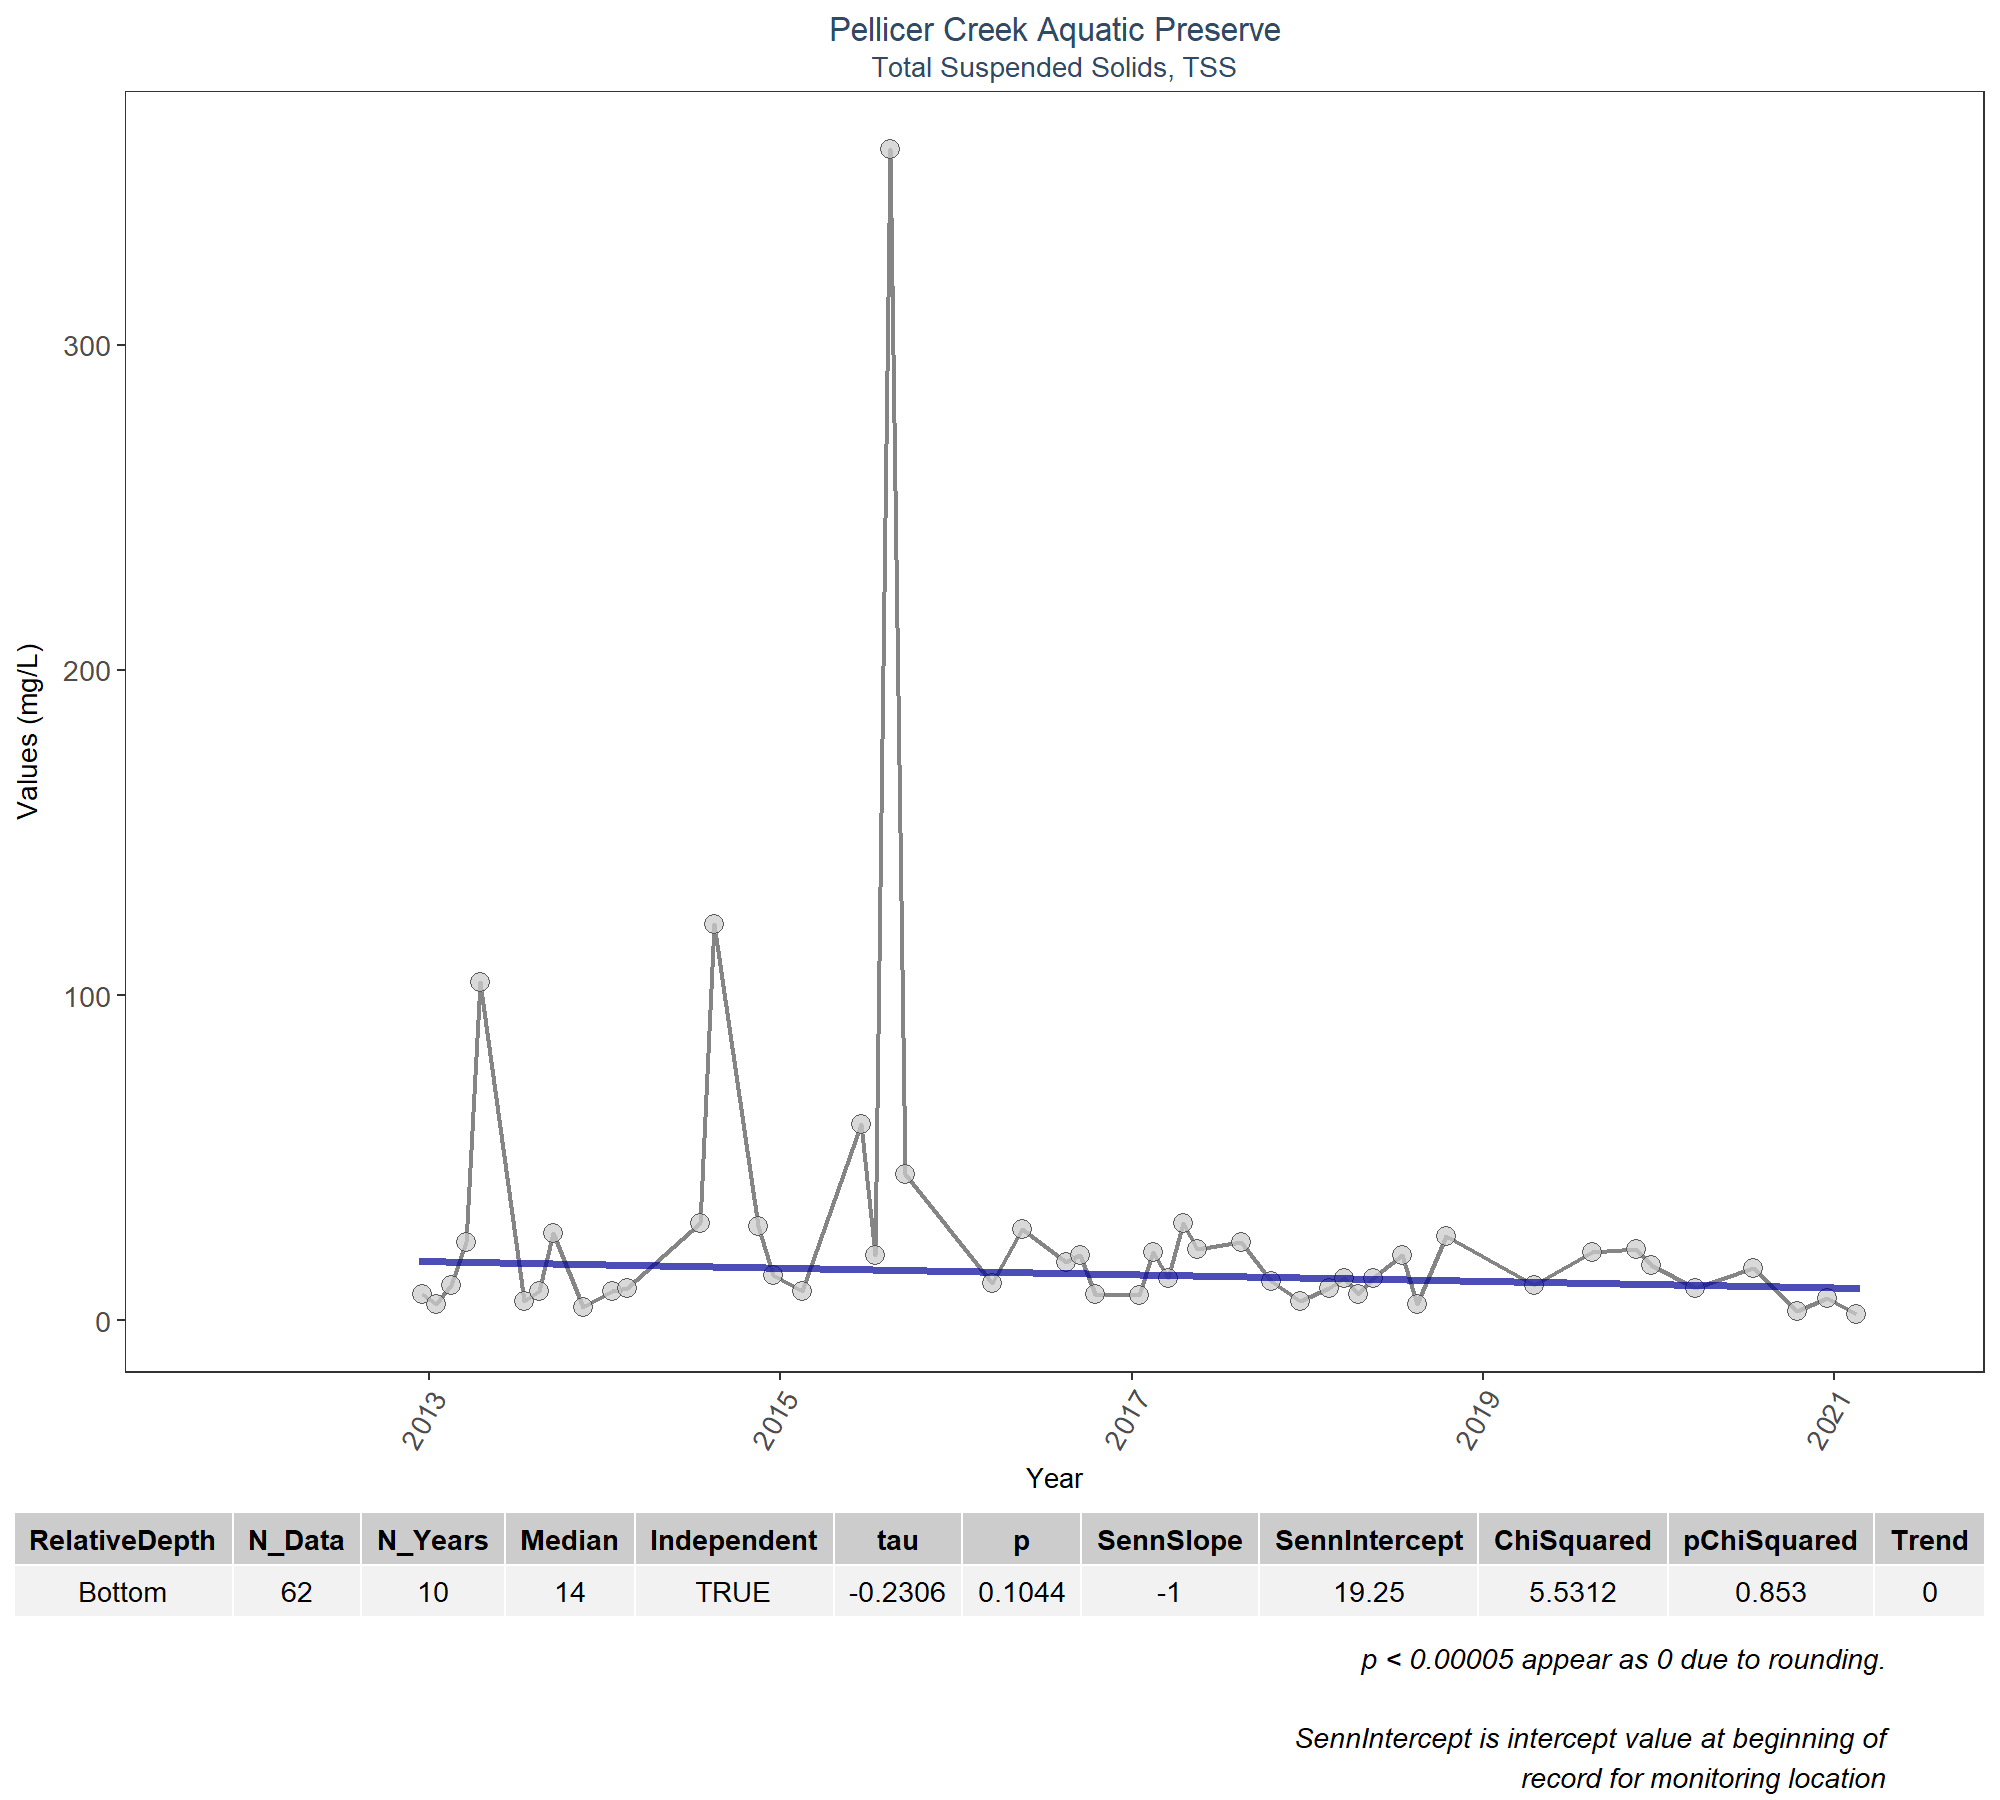 Pellicer Creek Aquatic Preserve
Total Suspended Solids, TSS
Values (mg/L)
300
200
100
0
2013 2015 2017 2019 2021
Year
RelativeDepth N_Data N_Years Median Independent tau p SennSlope SennIntercept ChiSquared pChiSquared Trend
Bottom 62 10 14 TRUE -0.2306 0.1044 -1 19.25 5.5312 0.853 0
p < 0.00005 appear as 0 due to rounding.
SennIntercept is intercept value at beginning of
record for monitoring location